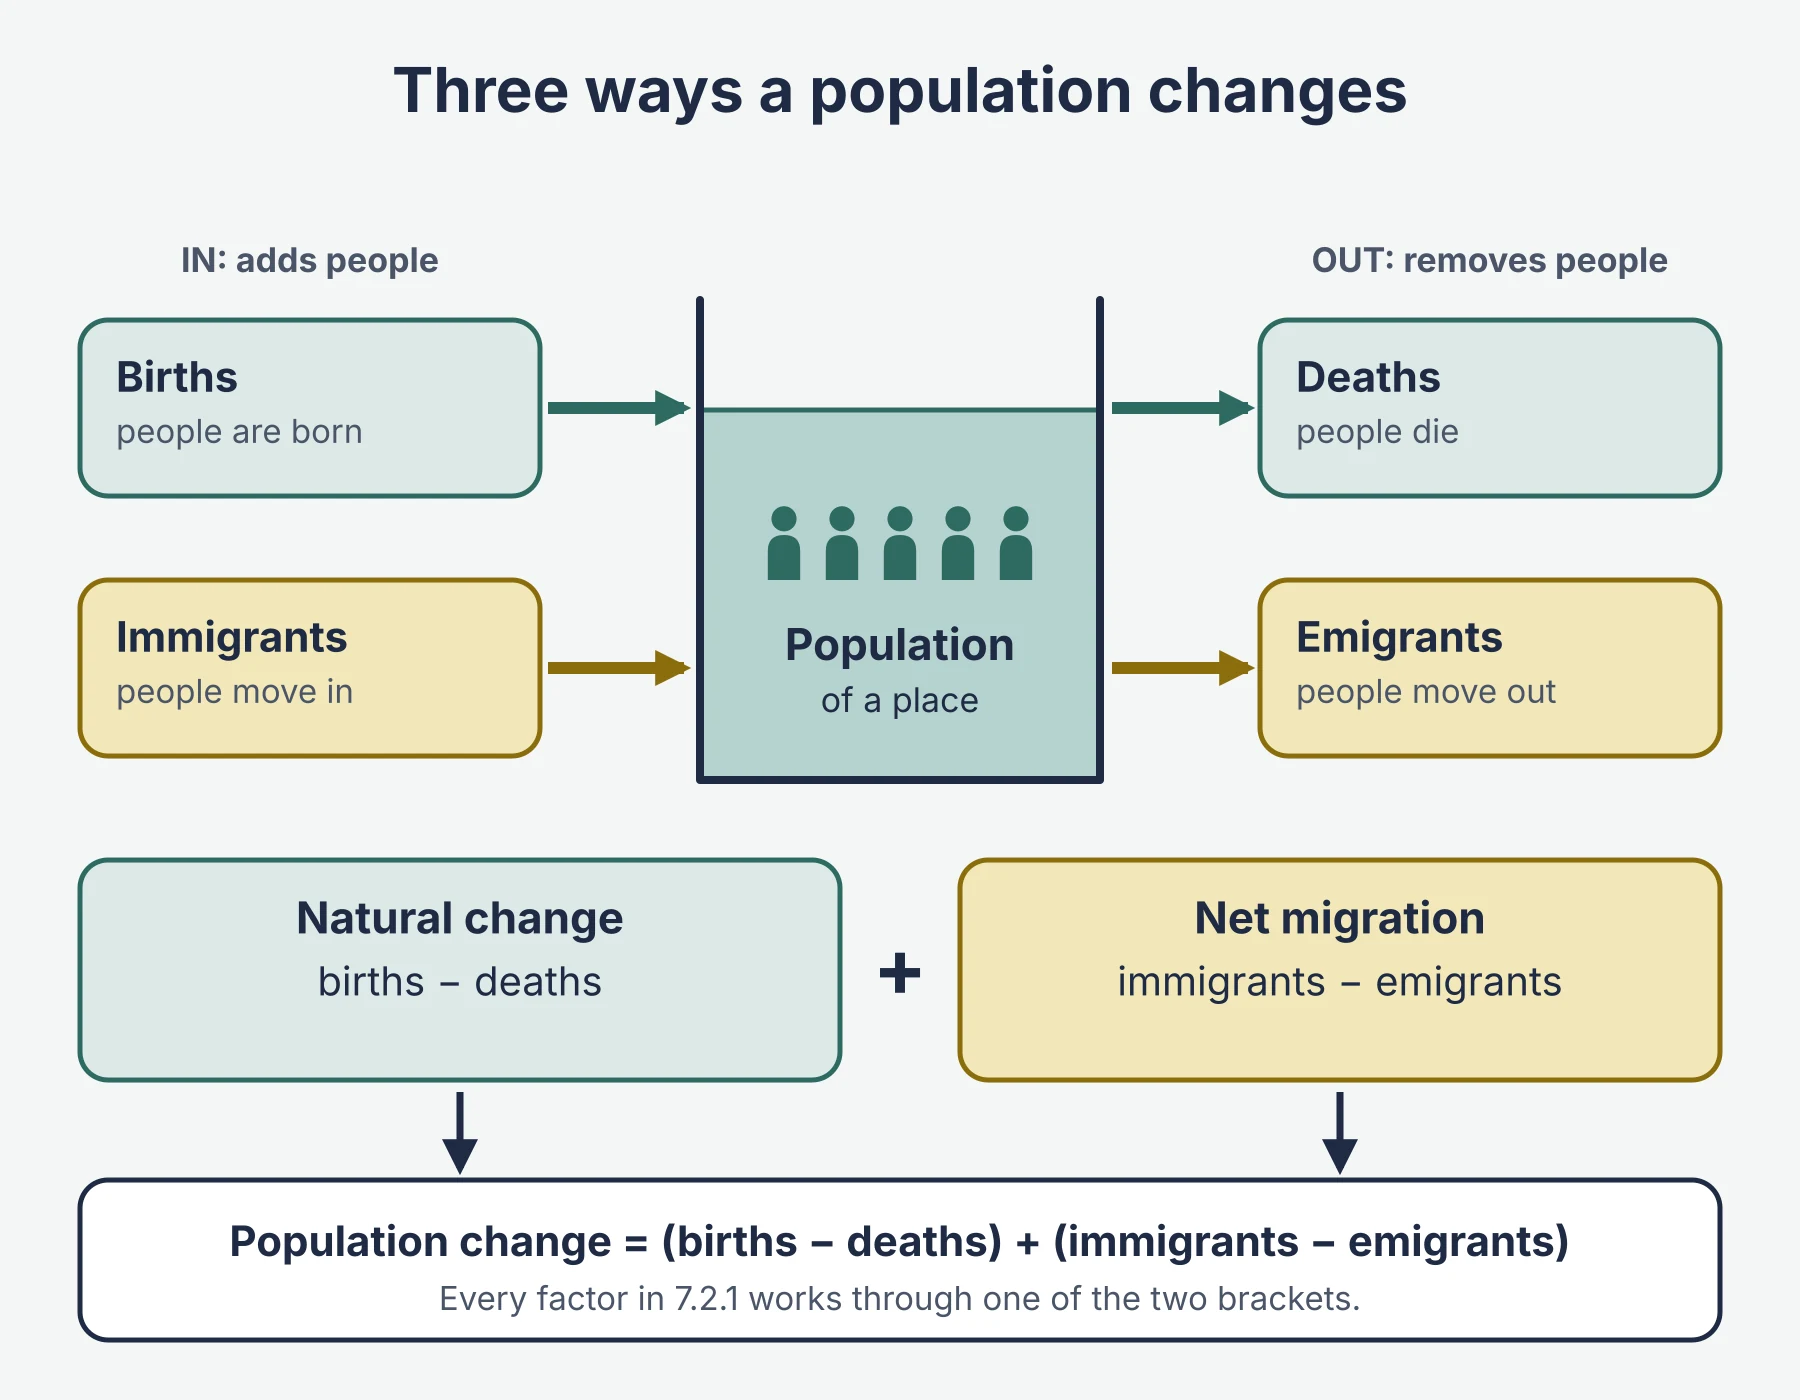 Three ways a population changes
IN: adds people
OUT: removes people
Births
people are born
Deaths
people die
Immigrants
people move in
Population
of a place
Emigrants
people move out
Natural change
births – deaths
+
Net migration
immigrants – emigrants
Population change = (births – deaths) + (immigrants – emigrants)
Every factor in 7.2.1 works through one of the two brackets.